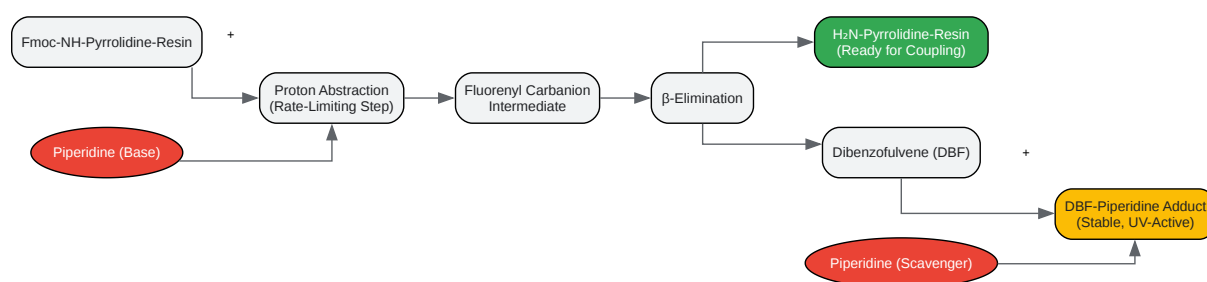 Fmoc-NH-Pyrrolidine-Resin
+
Piperidine (Base)
Proton Abstraction
(Rate-Limiting Step)
Fluorenyl Carbanion
Intermediate
β-Elimination
H₂N-Pyrrolidine-Resin
(Ready for Coupling)
Dibenzofulvene (DBF)
+
Piperidine (Scavenger)
DBF-Piperidine Adduct
(Stable, UV-Active)